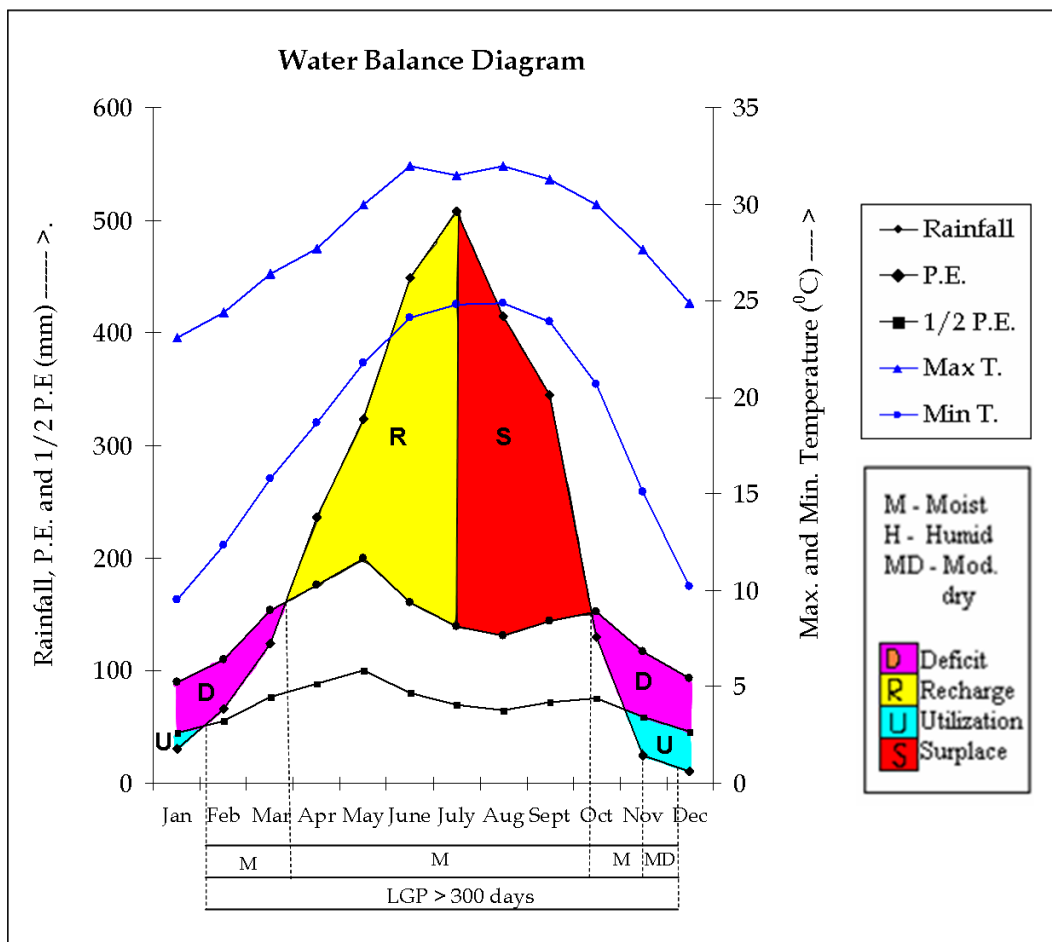 Water Balance Diagram
Rainfall, P.E. and 1/2 P.E (mm) ------ >.
600
500
400
300
200
100
0
35
30
25
20
15
10
5
0
Max. and Min. Temperature (⁰C) ---- >
R
S
D
D
U
U
Jan Feb Mar Apr May June July Aug Sept Oct Nov Dec
M M M MD
LGP > 300 days
Rainfall
P.E.
1/2 P.E.
Max T.
Min T.
M - Moist
H - Humid
MD - Mod.
dry
D Deficit
R Recharge
U Utilization
S Surplace